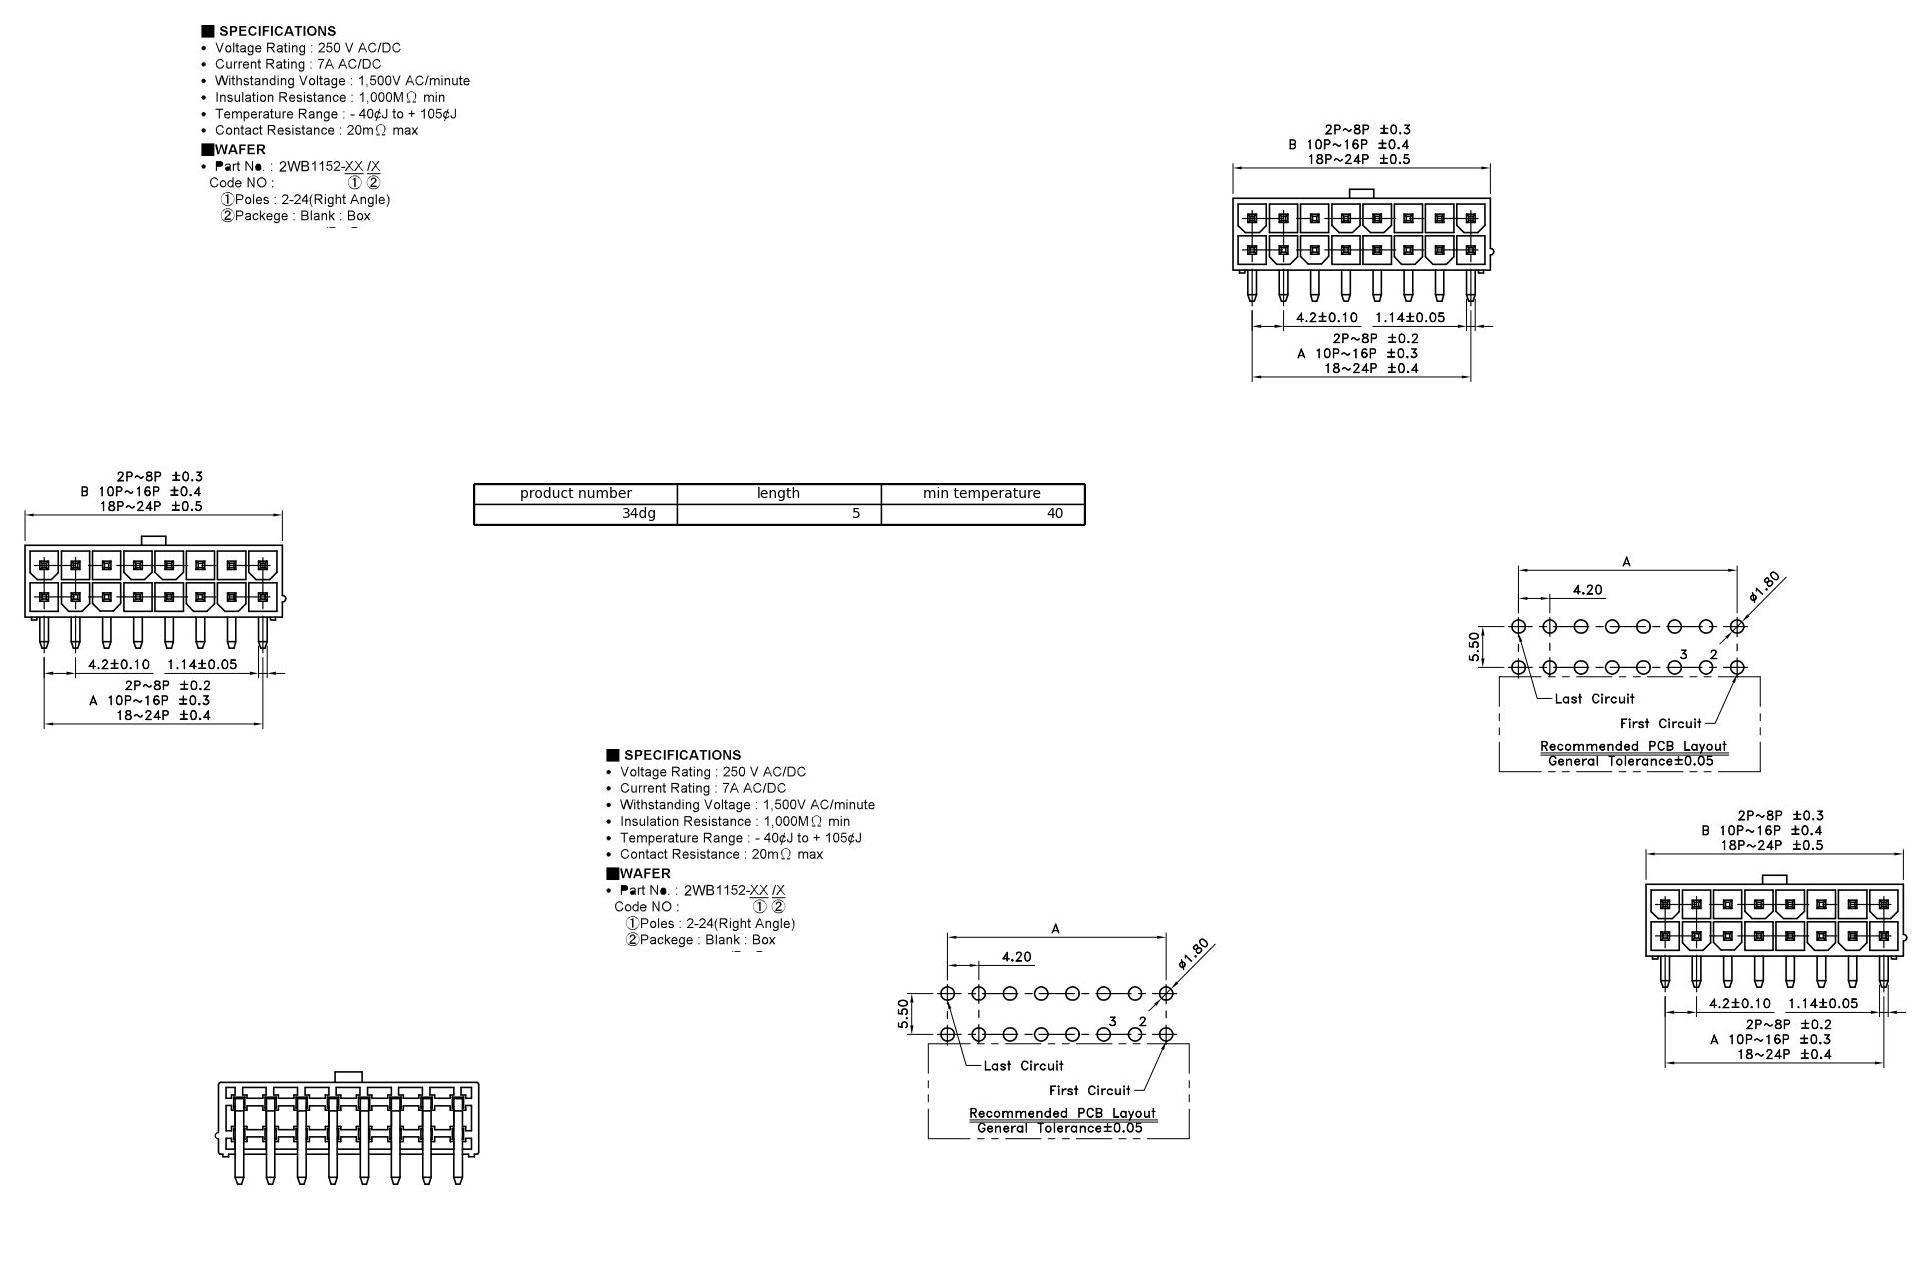 ■ SPECIFICATIONS
• Voltage Rating : 250 V AC/DC
• Current Rating : 7A AC/DC
• Withstanding Voltage : 1,500V AC/minute
• Insulation Resistance : 1,000MΩ min
• Temperature Range : - 40¢J to + 105¢J
• Contact Resistance : 20mΩ max
■WAFER
• Part No. : 2WB1152-XX /X
Code NO : ① ②
①Poles : 2-24(Right Angle)
②Packege : Blank : Box
2P~8P ±0.3
B 10P~16P ±0.4
18P~24P ±0.5
4.2±0.10 1.14±0.05
2P~8P ±0.2
A 10P~16P ±0.3
18~24P ±0.4
2P~8P ±0.3
B 10P~16P ±0.4
18P~24P ±0.5
4.2±0.10 1.14±0.05
2P~8P ±0.2
A 10P~16P ±0.3
18~24P ±0.4
product number length min temperature
34dg 5 40
A
4.20
ø1.80
5.50
3 2
Last Circuit
First Circuit
Recommended PCB Layout
General Tolerance±0.05
■ SPECIFICATIONS
• Voltage Rating : 250 V AC/DC
• Current Rating : 7A AC/DC
• Withstanding Voltage : 1,500V AC/minute
• Insulation Resistance : 1,000MΩ min
• Temperature Range : - 40¢J to + 105¢J
• Contact Resistance : 20mΩ max
■WAFER
• Part No. : 2WB1152-XX /X
Code NO : ① ②
①Poles : 2-24(Right Angle)
②Packege : Blank : Box
2P~8P ±0.3
B 10P~16P ±0.4
18P~24P ±0.5
4.2±0.10 1.14±0.05
2P~8P ±0.2
A 10P~16P ±0.3
18~24P ±0.4
A
4.20
ø1.80
5.50
3 2
Last Circuit
First Circuit
Recommended PCB Layout
General Tolerance±0.05